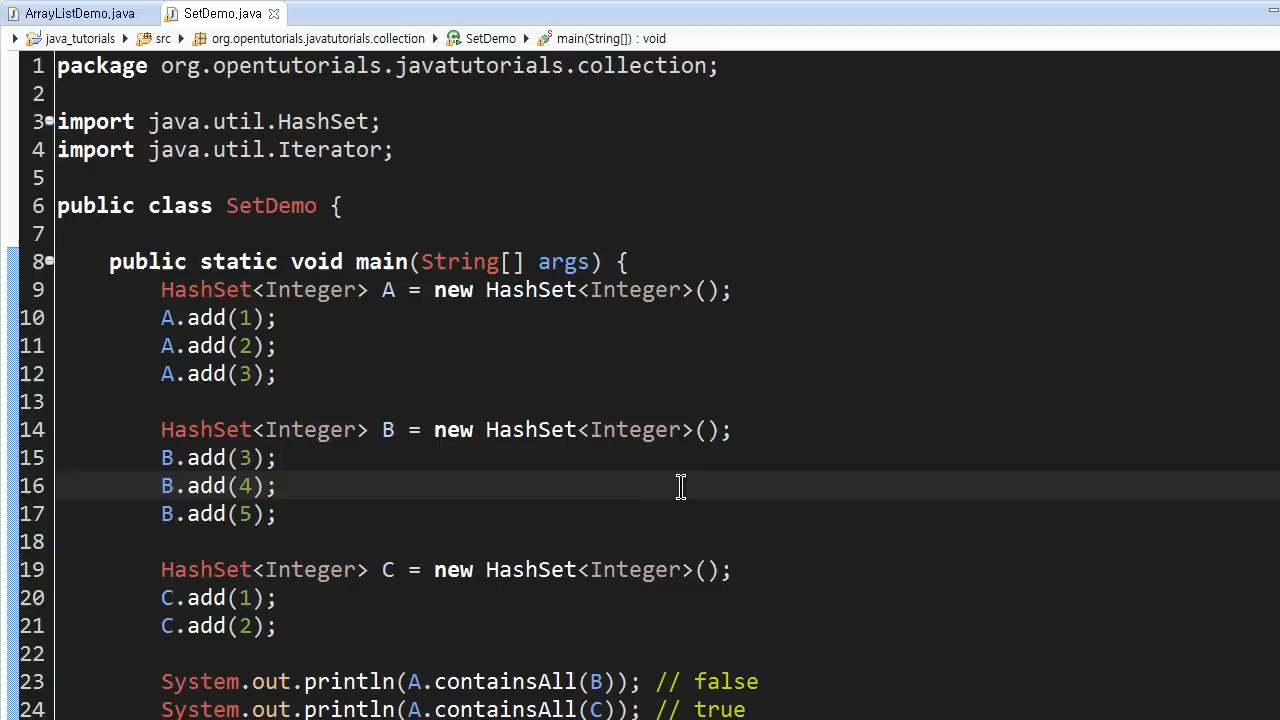 ArrayListDemo.java SetDemo.java
java_tutorials src org.opentutorials.javatutorials.collection SetDemo main(String[]) : void
1 package org.opentutorials.javatutorials.collection;
2
3 import java.util.HashSet;
4 import java.util.Iterator;
5
6 public class SetDemo {
7
8 public static void main(String[] args) {
9 HashSet<Integer> A = new HashSet<Integer>();
10 A.add(1);
11 A.add(2);
12 A.add(3);
13
14 HashSet<Integer> B = new HashSet<Integer>();
15 B.add(3);
16 B.add(4);
17 B.add(5);
18
19 HashSet<Integer> C = new HashSet<Integer>();
20 C.add(1);
21 C.add(2);
22
23 System.out.println(A.containsAll(B)); // false
24 System.out.println(A.containsAll(C)); // true